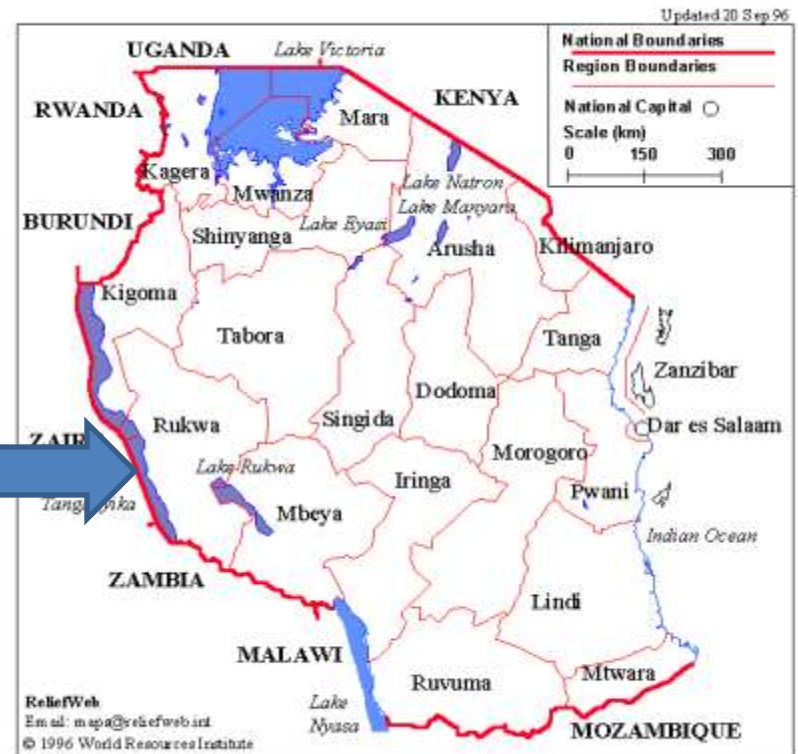 Updated 20 Sep 96
National Boundaries
Region Boundaries
National Capital
Scale (km)
0 150 300
UGANDA
Lake Victoria
RWANDA
KENYA
Mara
Kagera
Mwanza
Lake Natron
Lake Manyara
BURUNDI
Lake Eyasi
Shinyanga
Arusha
Kilimanjaro
Kigoma
Tabora
Tanga
Zanzibar
Dodoma
Singida
Rukwa
Dar es Salaam
ZAIR
Morogoro
Lake Rukwa
Iringa
Pwani
Mbeya
Indian Ocean
ZAMBIA
Lindi
MALAWI
Mtwara
Ruvuma
Lake
Nyasa
MOZAMBIQUE
ReliefWeb
Email: maps@reliefweb.int
© 1996 World Resources Institute